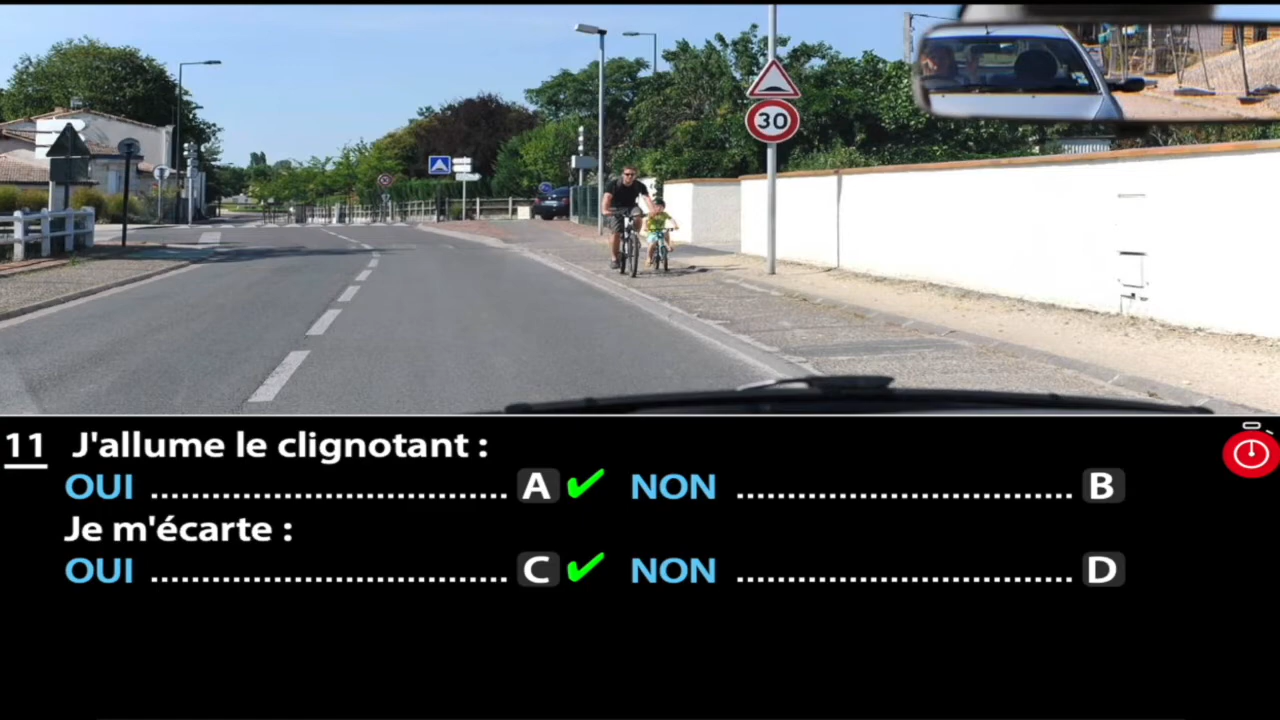 30
11 J'allume le clignotant :
OUI ................................... A ✔ NON ................................. B
Je m'écarte :
OUI ................................... C ✔ NON ................................. D